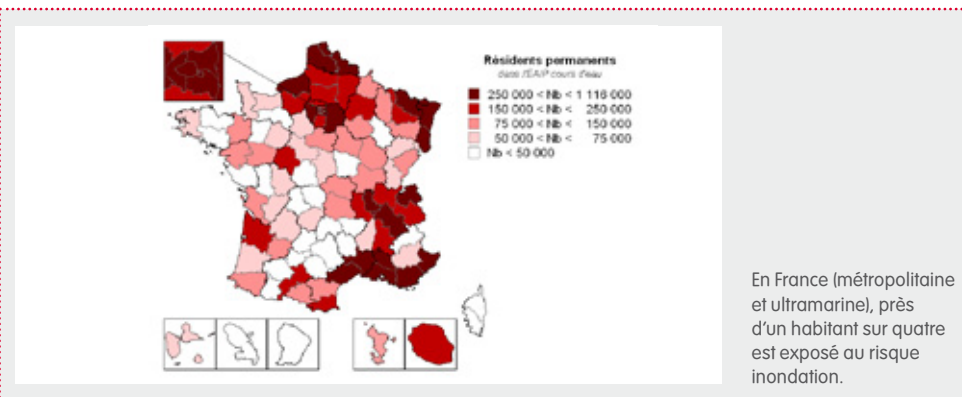 Résidents permanents
dans l'EAIP cours d'eau
250 000 < Nb < 1 116 000
150 000 < Nb < 250 000
75 000 < Nb < 150 000
50 000 < Nb < 75 000
Nb < 50 000
En France (métropolitaine
et ultramarine), près
d'un habitant sur quatre
est exposé au risque
inondation.